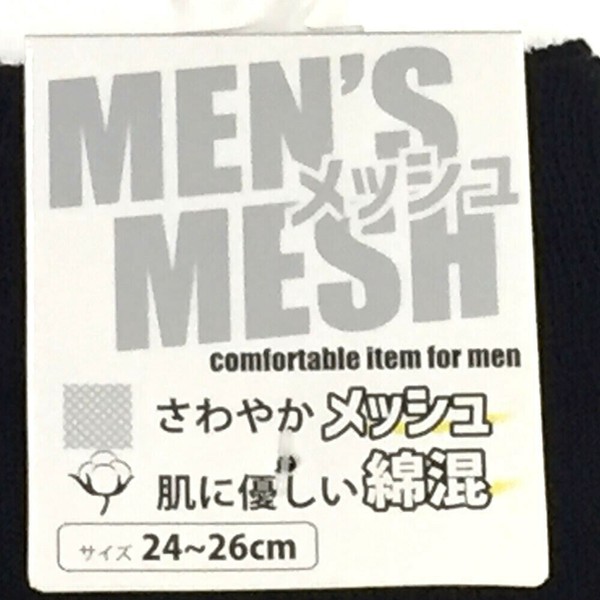 MEN'S
メッシュ
MESH
comfortable item for men
さわやかメッシュ
肌に優しい綿混
サイズ 24~26cm